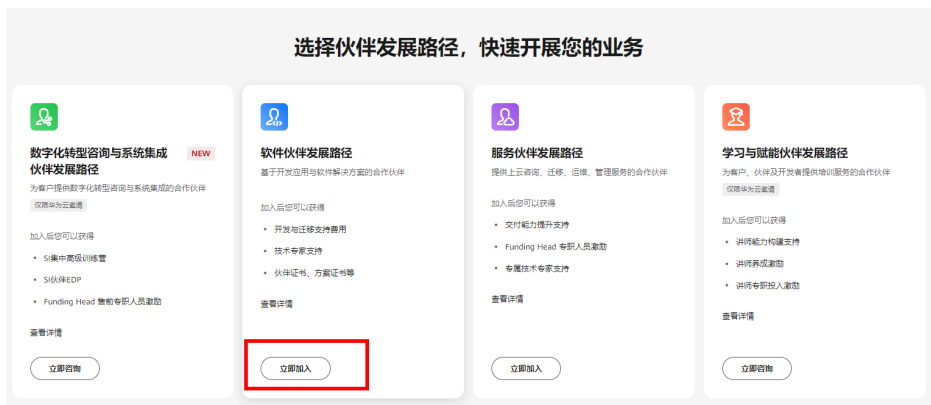 选择伙伴发展路径，快速开展您的业务
数字化转型咨询与系统集成
伙伴发展路径
NEW
为客户提供数字化转型咨询与系统集成的合作伙伴
仅限华为云邀请
加入后您可以获得
• SI集中高级训练营
• SI伙伴EDP
• Funding Head 售前专职人员激励
查看详情
立即咨询
软件伙伴发展路径
基于开发应用与软件解决方案的合作伙伴
加入后您可以获得
• 开发与迁移支持费用
• 技术专家支持
• 伙伴证书、方案证书等
查看详情
立即加入
服务伙伴发展路径
提供上云咨询、迁移、运维、管理服务的合作伙伴
加入后您可以获得
• 交付能力提升支持
• Funding Head 专职人员激励
• 专属技术专家支持
查看详情
立即加入
学习与赋能伙伴发展路径
为客户、伙伴及开发者提供培训服务的合作伙伴
仅限华为云邀请
加入后您可以获得
• 讲师能力构建支持
• 讲师养成激励
• 讲师专职投入激励
查看详情
立即咨询